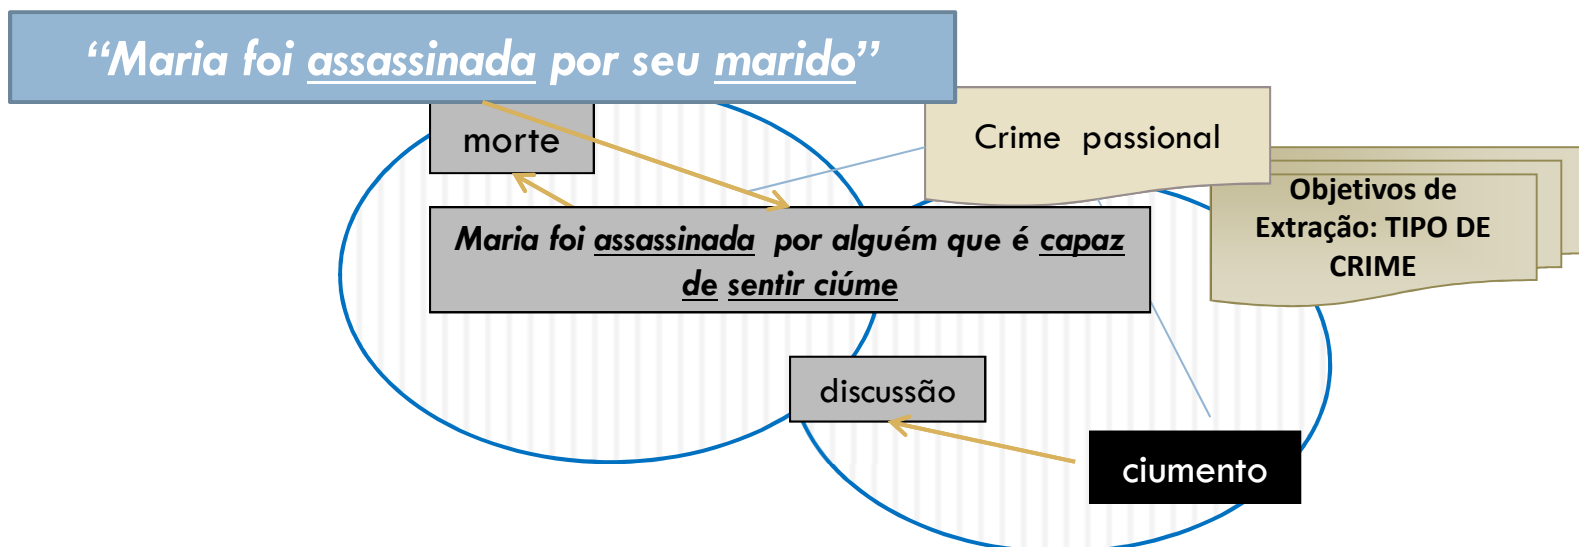 “Maria foi assassinada por seu marido”
morte
Crime passional
Objetivos de
Extração: TIPO DE
CRIME
Maria foi assassinada por alguém que é capaz
de sentir ciúme
discussão
ciumento